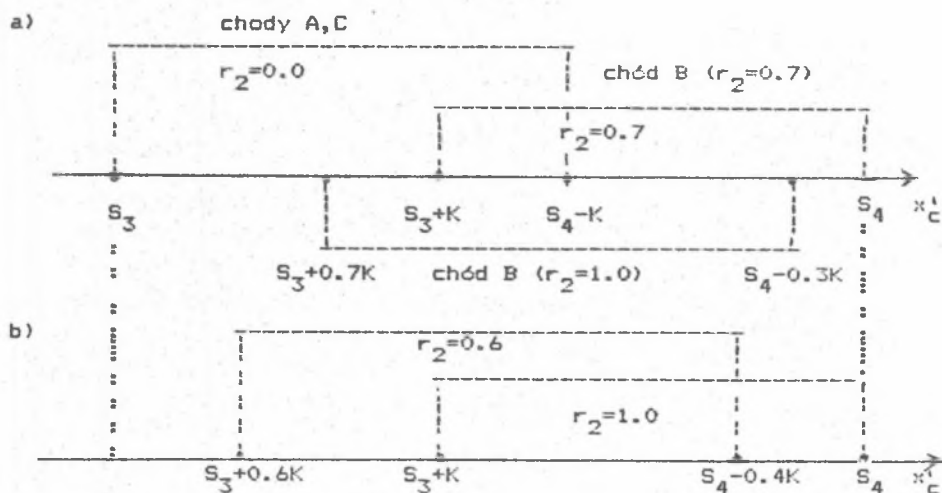 a)
chody A,C
r₂=0.0
chód B (r₂=0.7)
r₂=0.7
S₃
S₃+K
S₄-K
S₄
x'c
S₃+0.7K
chód B (r₂=1.0)
S₄-0.3K
b)
r₂=0.6
r₂=1.0
S₃+0.6K
S₃+K
S₄-0.4K
S₄
x'c